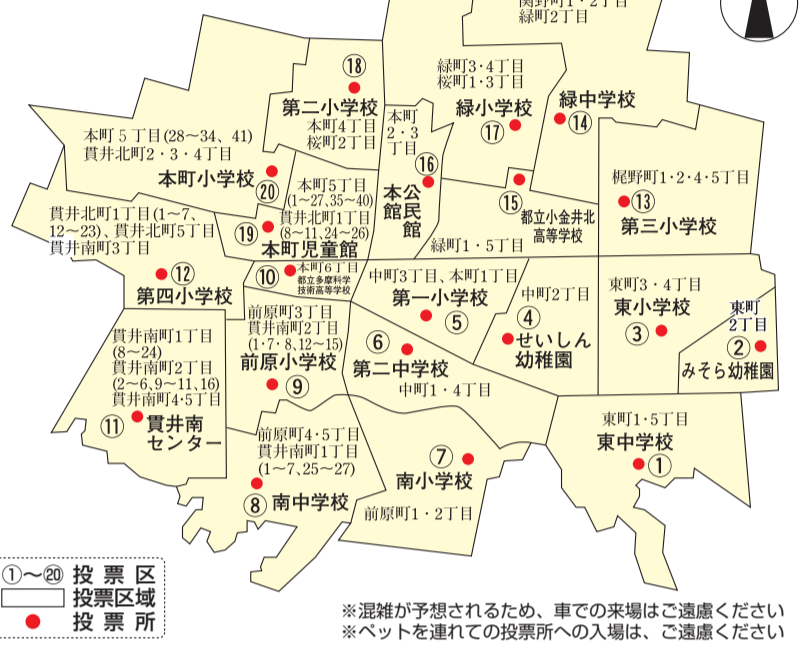 関野町1・2丁目
緑町2丁目
⑱
第二小学校
本町4丁目
桜町2丁目
緑町3・4丁目
桜町1・3丁目
緑小学校
⑰
緑中学校
⑭
本町
2・3
丁目
⑯
公民館
本館
本町5丁目(28〜34、41)
貫井北町2・3・4丁目
本町小学校
⑳
本町5丁目
(1〜27,35〜40)
貫井北町1丁目
(8〜11,24〜26)
⑲
本町児童館
⑮
都立小金井北
高等学校
緑町1・5丁目
梶野町1・2・4・5丁目
⑬
第三小学校
貫井北町1丁目(1〜7、
12〜23)、貫井北町5丁目
貫井南町3丁目
⑫
第四小学校
⑩
本町6丁目
都立多摩科学
技術高等学校
中町3丁目、本町1丁目
第一小学校
⑤
中町2丁目
④
せいしん
幼稚園
東町3・4丁目
東小学校
③
東町
2丁目
②
みそら幼稚園
前原町3丁目
貫井南町2丁目
(1・7・8,12〜15)
前原小学校
⑨
⑥
第二中学校
中町1・4丁目
貫井南町1丁目
(8〜24)
貫井南町2丁目
(2〜6,9〜11,16)
貫井南町4・5丁目
⑪
貫井南
センター
前原町4・5丁目
貫井南町1丁目
(1〜7,25〜27)
⑧
南中学校
⑦
南小学校
前原町1・2丁目
東町1・5丁目
東中学校
①
①〜⑳ 投票区
投票区域
投票所
※混雑が予想されるため、車での来場はご遠慮ください
※ペットを連れての投票所への入場は、ご遠慮ください